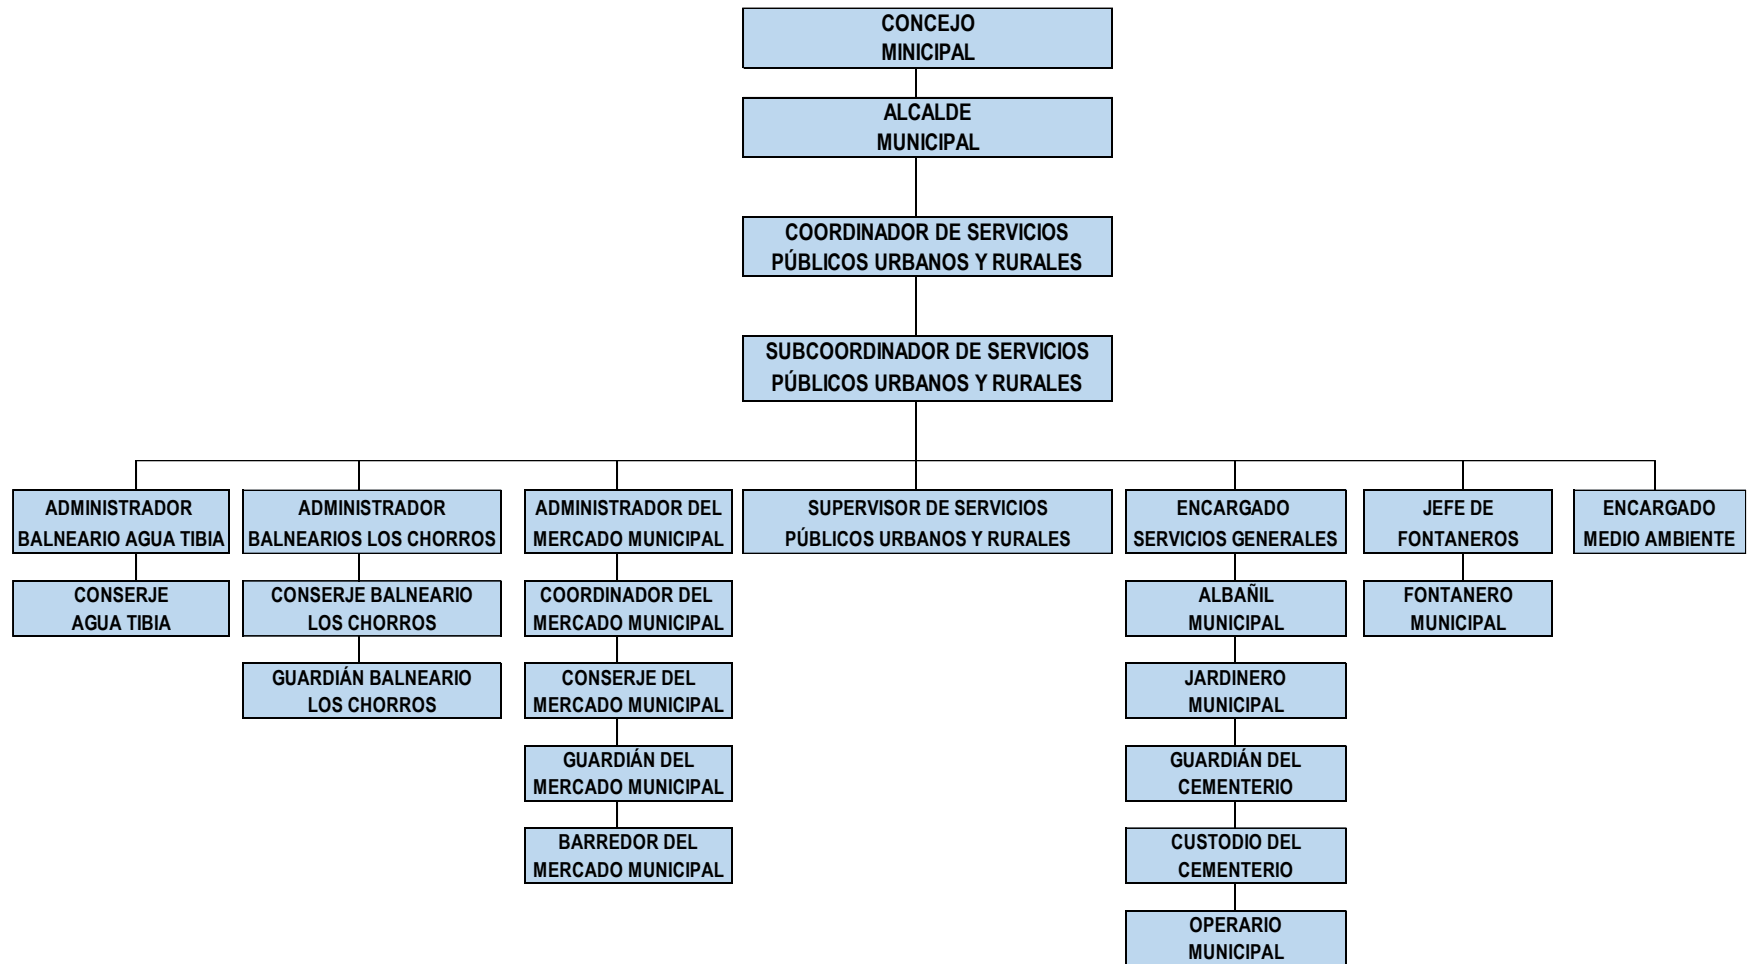 CONCEJO
MINICIPAL
ALCALDE
MUNICIPAL
COORDINADOR DE SERVICIOS
PÚBLICOS URBANOS Y RURALES
SUBCOORDINADOR DE SERVICIOS
PÚBLICOS URBANOS Y RURALES
ADMINISTRADOR
BALNEARIO AGUA TIBIA
ADMINISTRADOR
BALNEARIOS LOS CHORROS
ADMINISTRADOR DEL
MERCADO MUNICIPAL
SUPERVISOR DE SERVICIOS
PÚBLICOS URBANOS Y RURALES
ENCARGADO
SERVICIOS GENERALES
JEFE DE
FONTANEROS
ENCARGADO
MEDIO AMBIENTE
CONSERJE
AGUA TIBIA
CONSERJE BALNEARIO
LOS CHORROS
COORDINADOR DEL
MERCADO MUNICIPAL
ALBAÑIL
MUNICIPAL
FONTANERO
MUNICIPAL
GUARDIÁN BALNEARIO
LOS CHORROS
CONSERJE DEL
MERCADO MUNICIPAL
JARDINERO
MUNICIPAL
GUARDIÁN DEL
MERCADO MUNICIPAL
GUARDIÁN DEL
CEMENTERIO
BARREDOR DEL
MERCADO MUNICIPAL
CUSTODIO DEL
CEMENTERIO
OPERARIO
MUNICIPAL